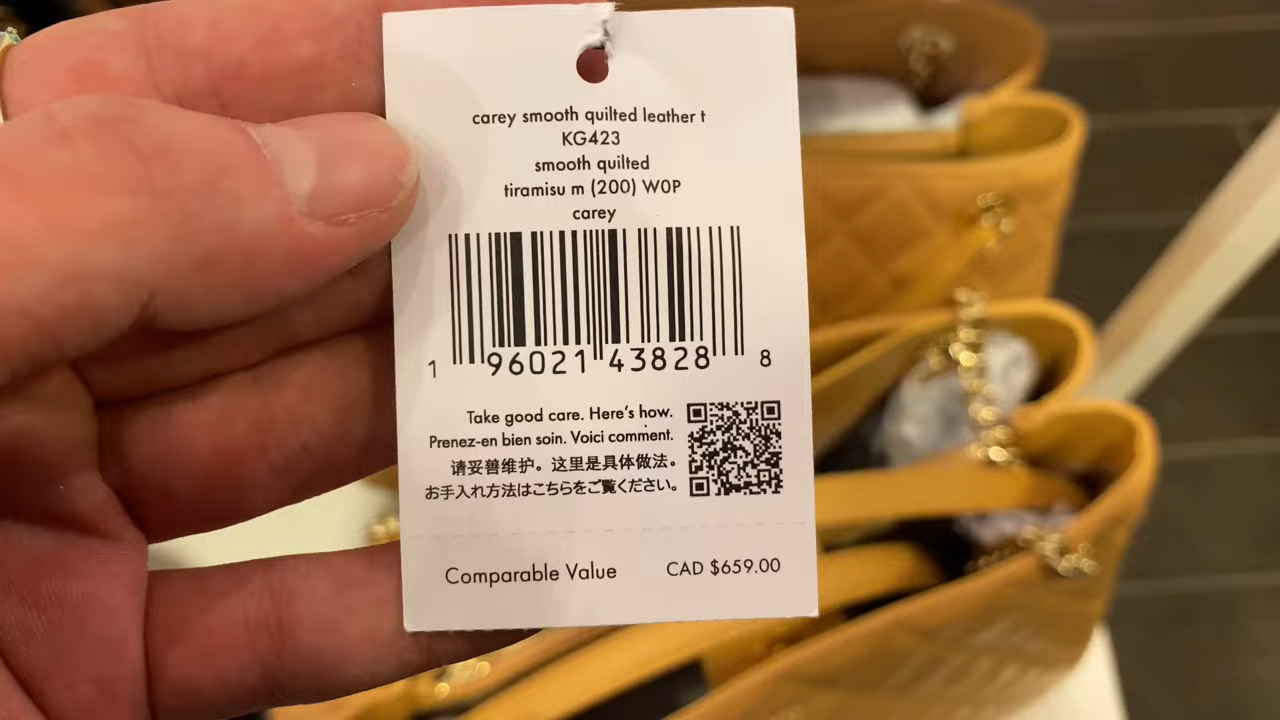 carey smooth quilted leather t
KG423
smooth quilted
tiramisu m (200) W0P
carey
1 96021 43828 8
Take good care. Here's how.
Prenez-en bien soin. Voici comment.
请妥善维护。这里是具体做法。
お手入れ方法はこちらをご覧ください。
Comparable Value CAD $659.00